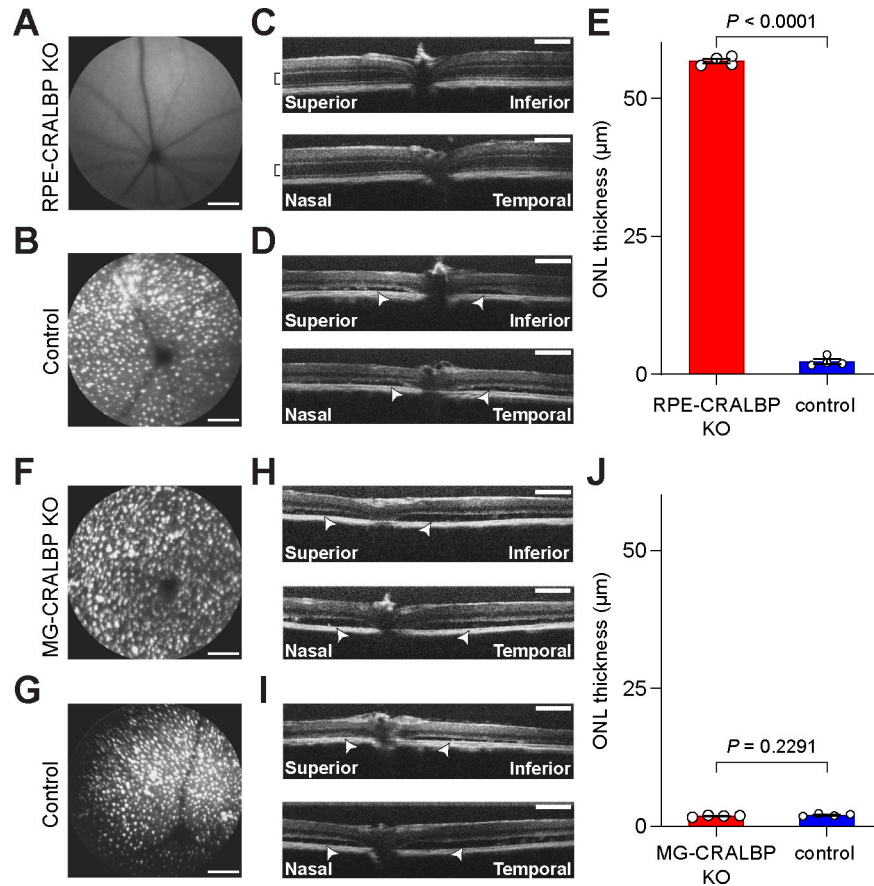 A
RPE-CRALBP KO
B
Control
C
Superior
Inferior
Nasal
Temporal
D
Superior
Inferior
Nasal
Temporal
E
P < 0.0001
50
25
0
ONL thickness (µm)
RPE-CRALBP
KO
control
F
MG-CRALBP KO
G
Control
H
Superior
Inferior
Nasal
Temporal
I
Superior
Inferior
Nasal
Temporal
J
50
25
0
ONL thickness (µm)
P = 0.2291
MG-CRALBP
KO
control